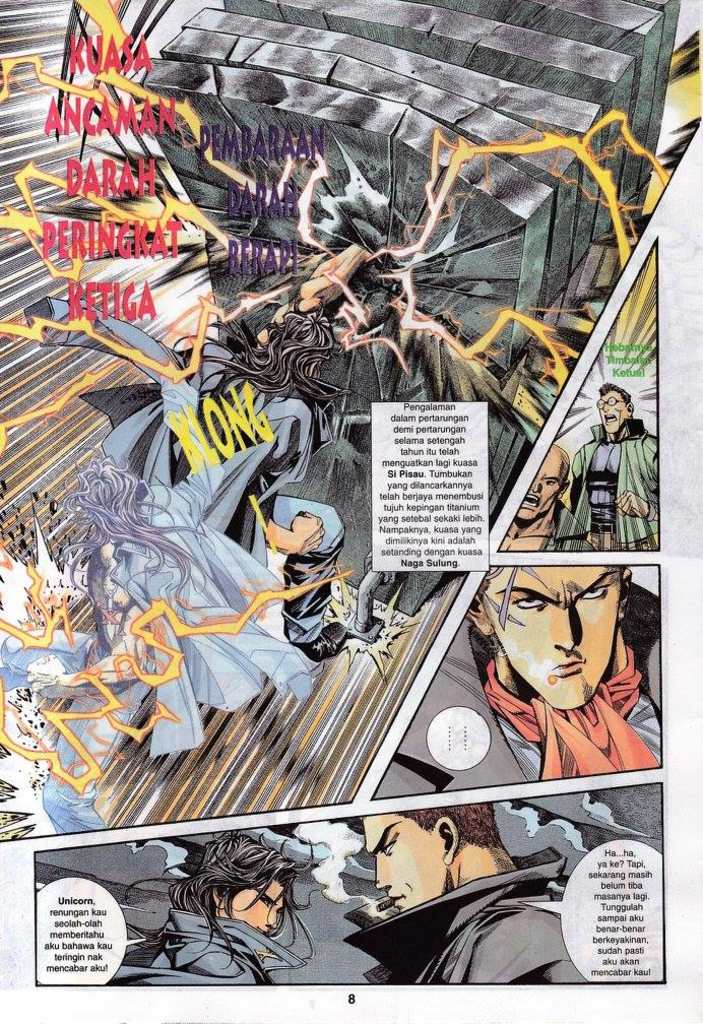 KUASA
ANCAMAN
DARAH
PERINGKAT
KETIGA
PEMBARAAN
DARAH
BERAPI
Hebatnya
Timbalan
Ketua!
Pengalaman
dalam pertarungan
demi pertarungan
selama setengah
tahun itu telah
menguatkan lagi kuasa
Si Pisau. Tumbukan
yang dilancarkannya
telah berjaya menembusi
tujuh kepingan titanium
yang setebal sekaki lebih.
Nampaknya, kuasa yang
dimilikinya kini adalah
setanding dengan kuasa
Naga Sulung.
Unicorn,
renungan kau
seolah-olah
memberitahu
aku bahawa kau
teringin nak
mencabar aku!
Ha...ha,
ya ke? Tapi,
sekarang masih
belum tiba
masanya lagi.
Tunggulah
sampai aku
benar-benar
berkeyakinan,
sudah pasti
aku akan
mencabar kau!
8